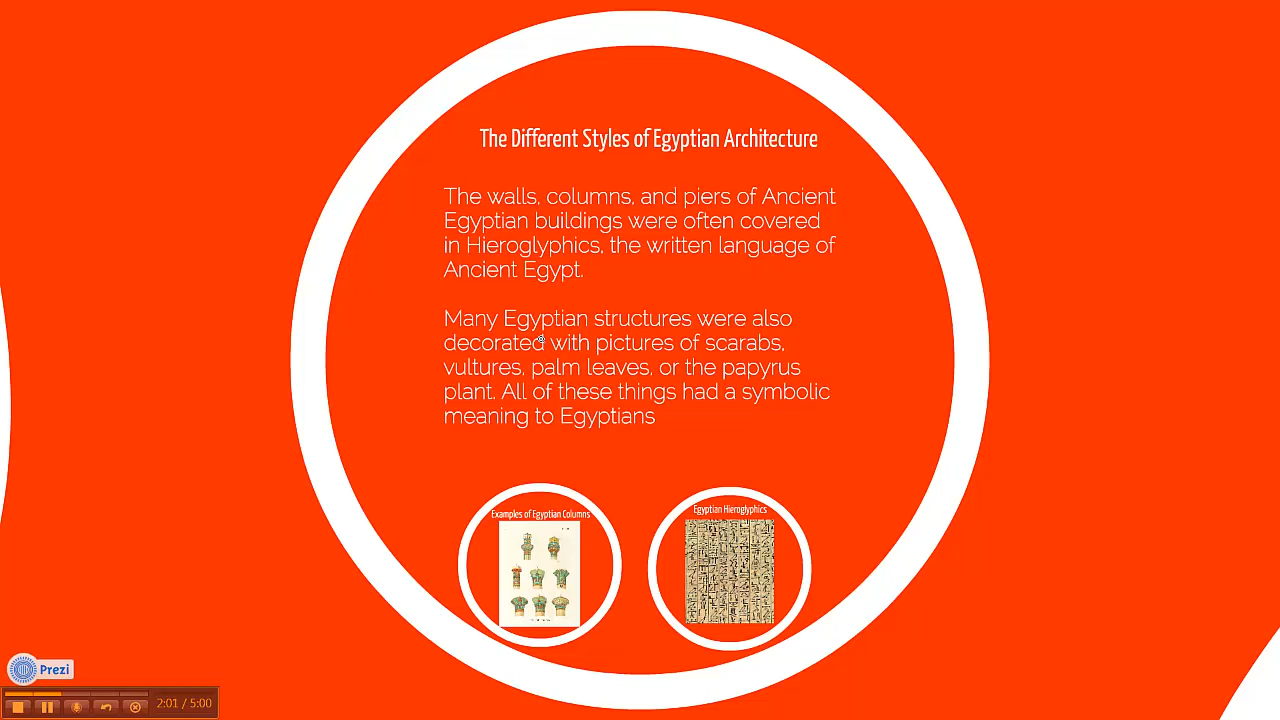 The Different Styles of Egyptian Architecture
The walls, columns, and piers of Ancient
Egyptian buildings were often covered
in Hieroglyphics, the written language of
Ancient Egypt.
Many Egyptian structures were also
decorated with pictures of scarabs,
vultures, palm leaves, or the papyrus
plant. All of these things had a symbolic
meaning to Egyptians
Examples of Egyptian Columns
Egyptian Hieroglyphics
Prezi
2:01 / 5:00